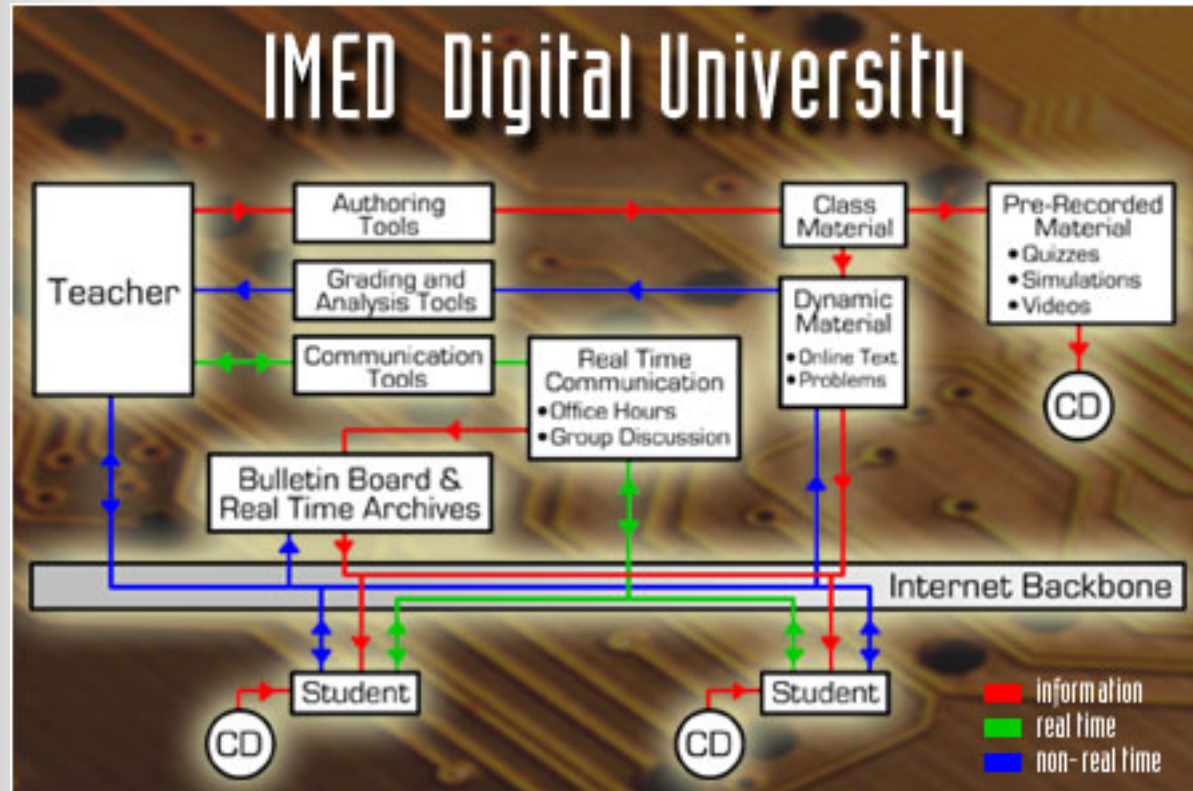 IMED Digital University
Teacher
Authoring
Tools
Grading and
Analysis Tools
Communication
Tools
Real Time
Communication
• Office Hours
• Group Discussion
Class
Material
Dynamic
Material
• Online Text
• Problems
Pre-Recorded
Material
• Quizzes
• Simulations
• Videos
CD
Bulletin Board &
Real Time Archives
Internet Backbone
Student
CD
Student
CD
information
real time
non-real time